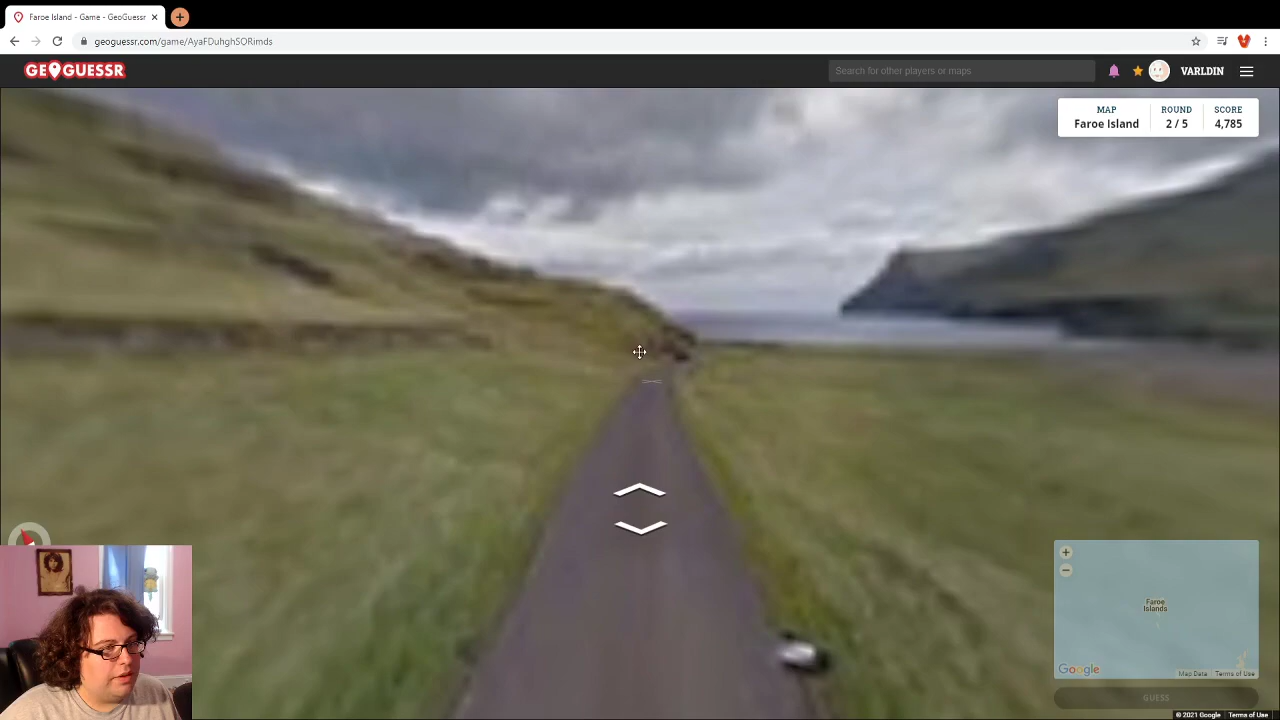 Faroe Island - Game - GeoGuessr
geoguessr.com/game/AyaFDuhghSORimds
GEOGUESSR
Search for other players or maps
VARLDIN
MAP ROUND SCORE
Faroe Island 2 / 5 4,785
Faroe
Islands
Google
Map Data Terms of Use
GUESS
© 2021 Google Terms of Use